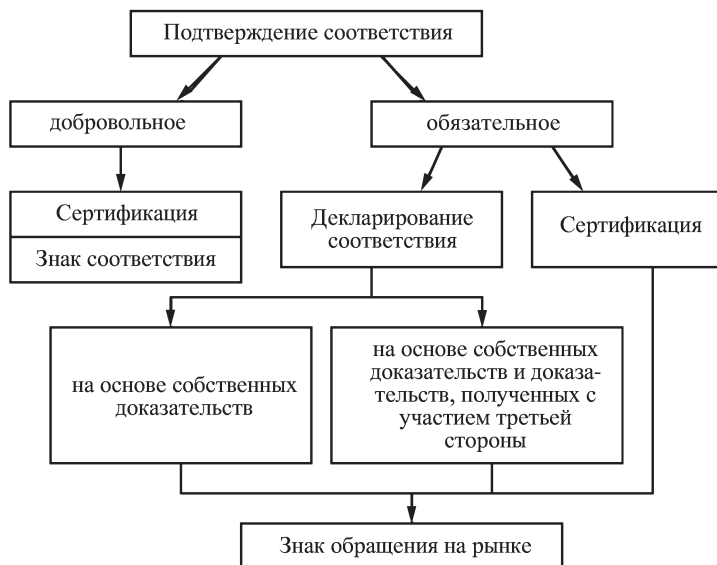 Подтверждение соответствия
добровольное
обязательное
Сертификация
Знак соответствия
Декларирование
соответствия
Сертификация
на основе собственных
доказательств
на основе собственных
доказательств и доказа-
тельств, полученных с
участием третьей
стороны
Знак обращения на рынке